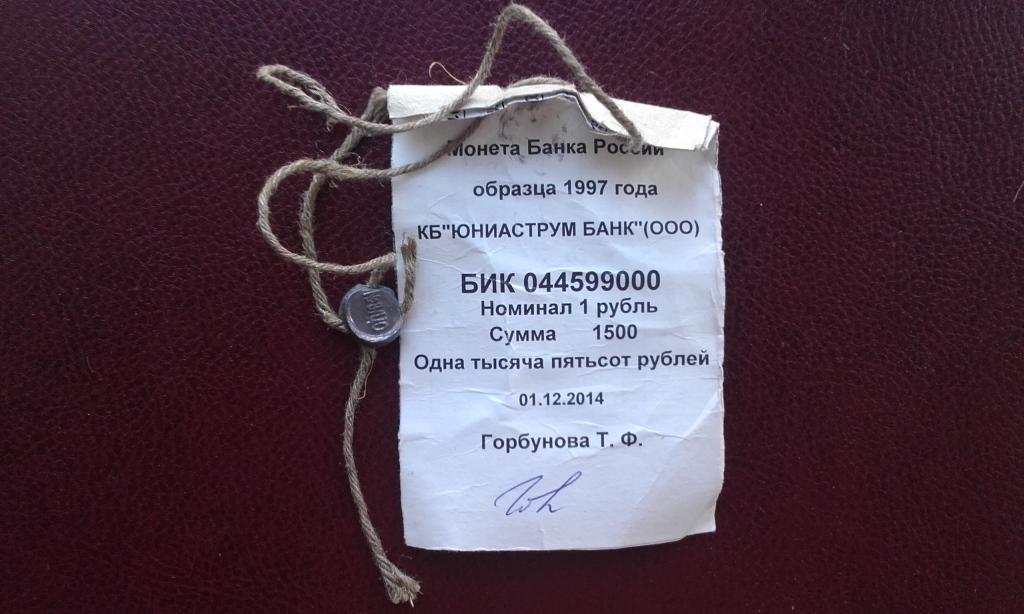 Монета Банка России
образца 1997 года
КБ"ЮНИАСТРУМ БАНК"(ООО)
БИК 044599000
Номинал 1 рубль
Сумма 1500
Одна тысяча пятьсот рублей
01.12.2014
Горбунова Т. Ф.